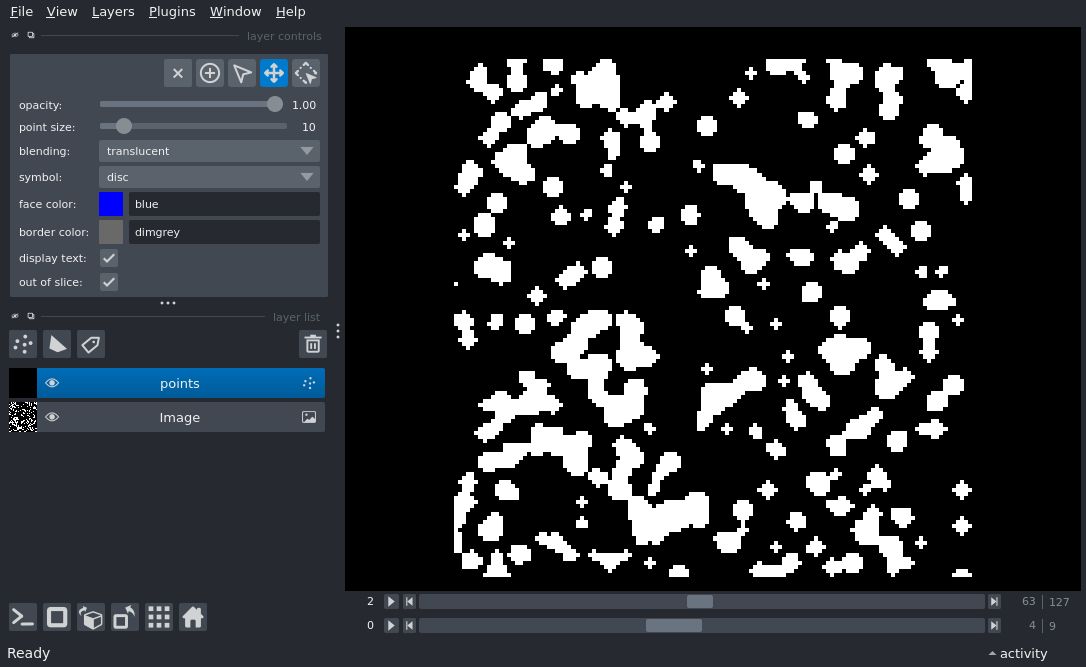 File View Layers Plugins Window Help
layer controls
opacity: 1.00
point size: 10
blending: translucent
symbol: disc
face color: blue
border color: dimgrey
display text:
out of slice:
layer list
points
Image
2 63 127
0 4 9
Ready activity